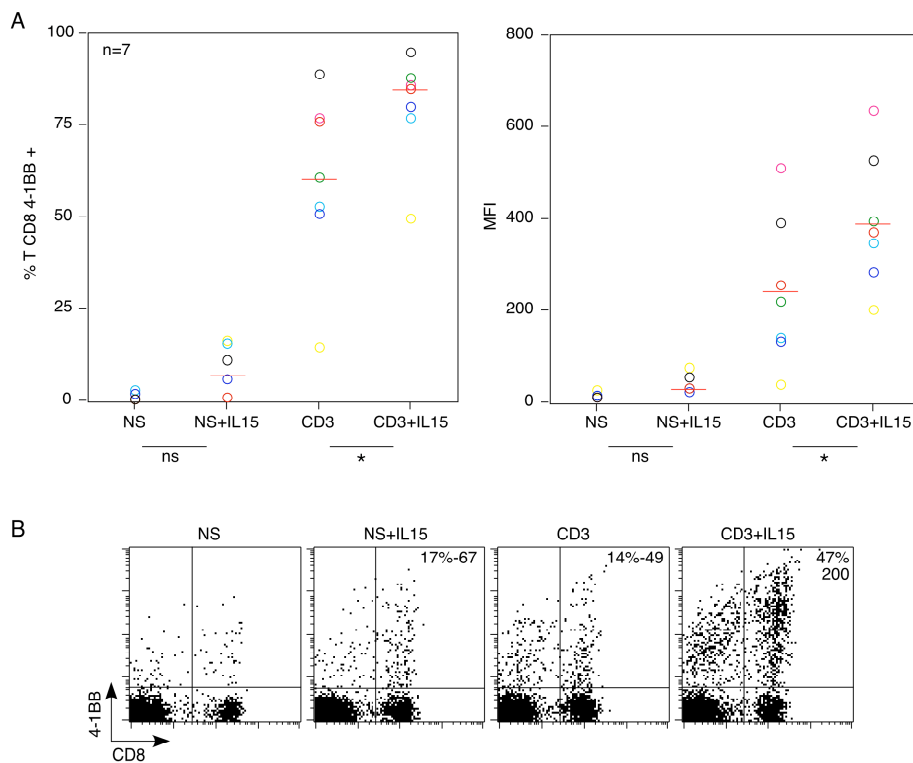 A
n=7
% T CD8 4-1BB +
100
75
50
25
0
NS
NS+IL15
CD3
CD3+IL15
ns
*
MFI
800
600
400
200
0
NS
NS+IL15
CD3
CD3+IL15
ns
*
B
NS
NS+IL15
CD3
CD3+IL15
17%-67
14%-49
47%
200
4-1BB
CD8